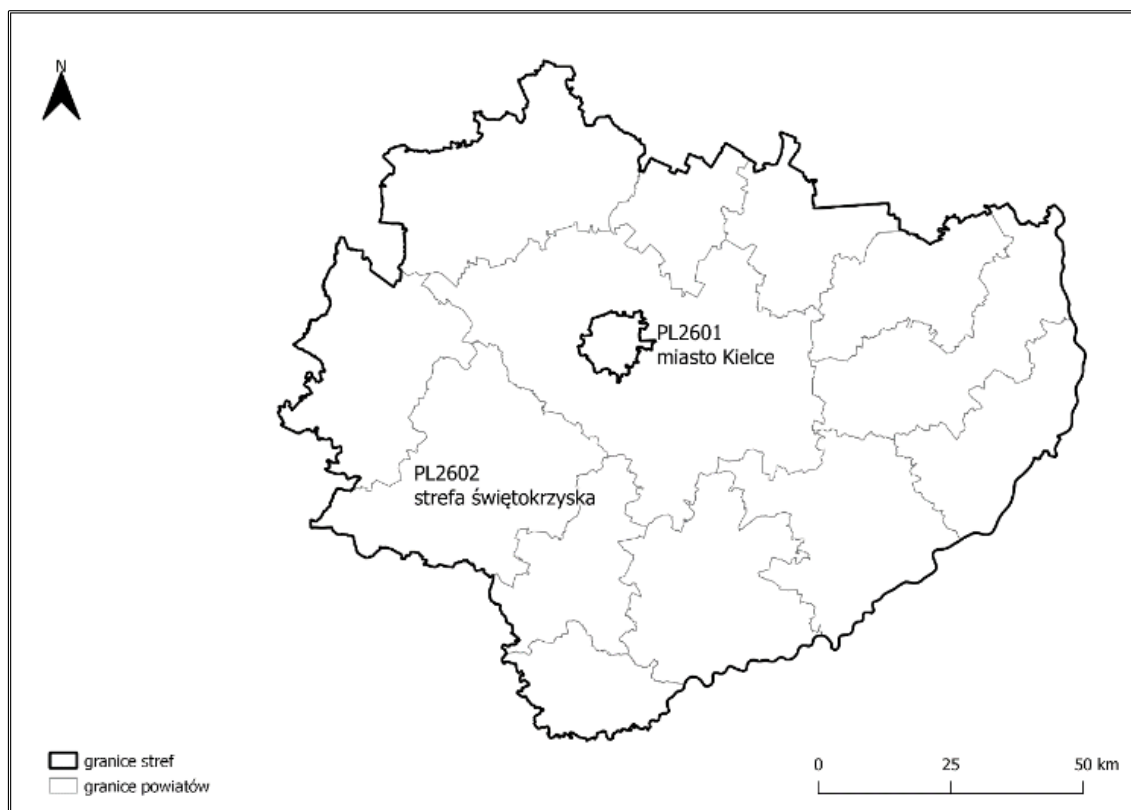 N
PL2601
miasto Kielce
PL2602
strefa świętokrzyska
granice stref
granice powiatów
0 25 50 km